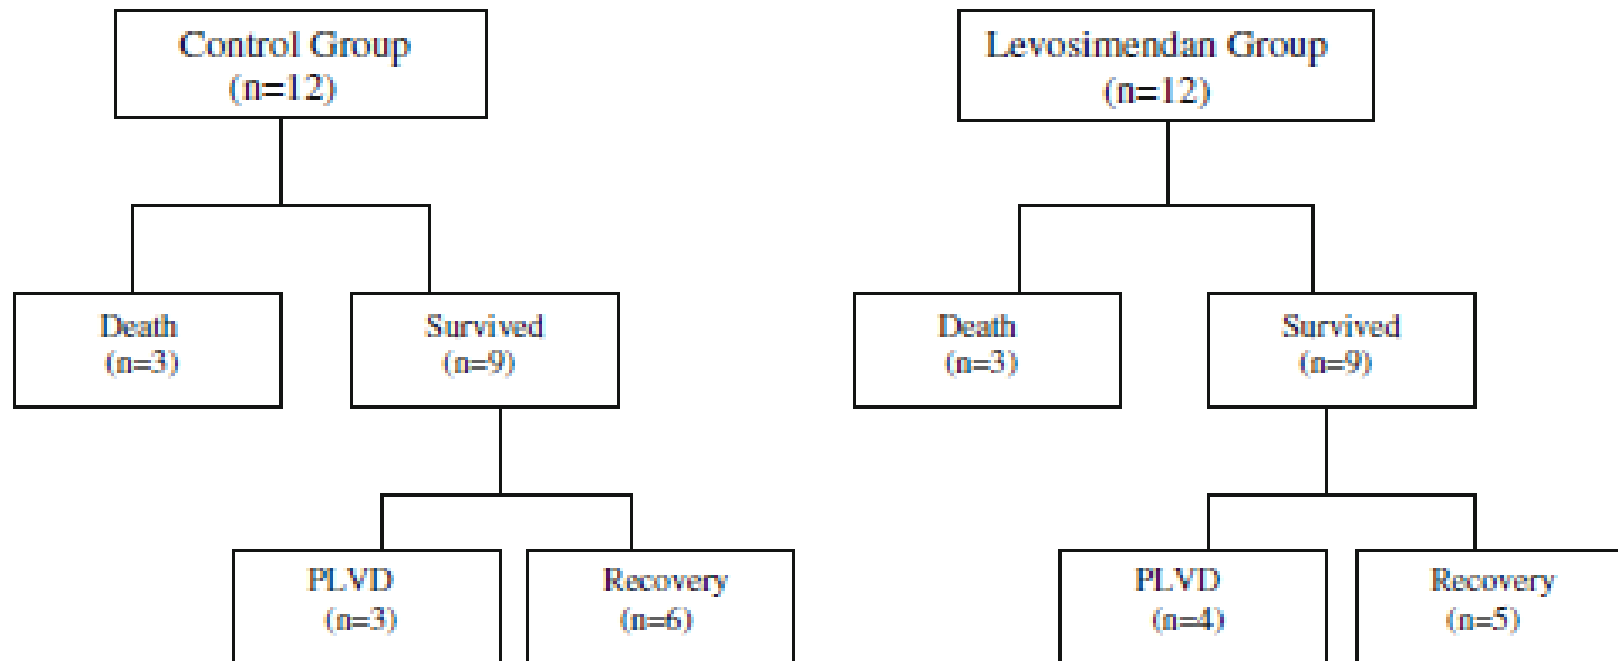 Control Group
(n=12)
Levosimendan Group
(n=12)
Death
(n=3)
Survived
(n=9)
Death
(n=3)
Survived
(n=9)
PLVD
(n=3)
Recovery
(n=6)
PLVD
(n=4)
Recovery
(n=5)